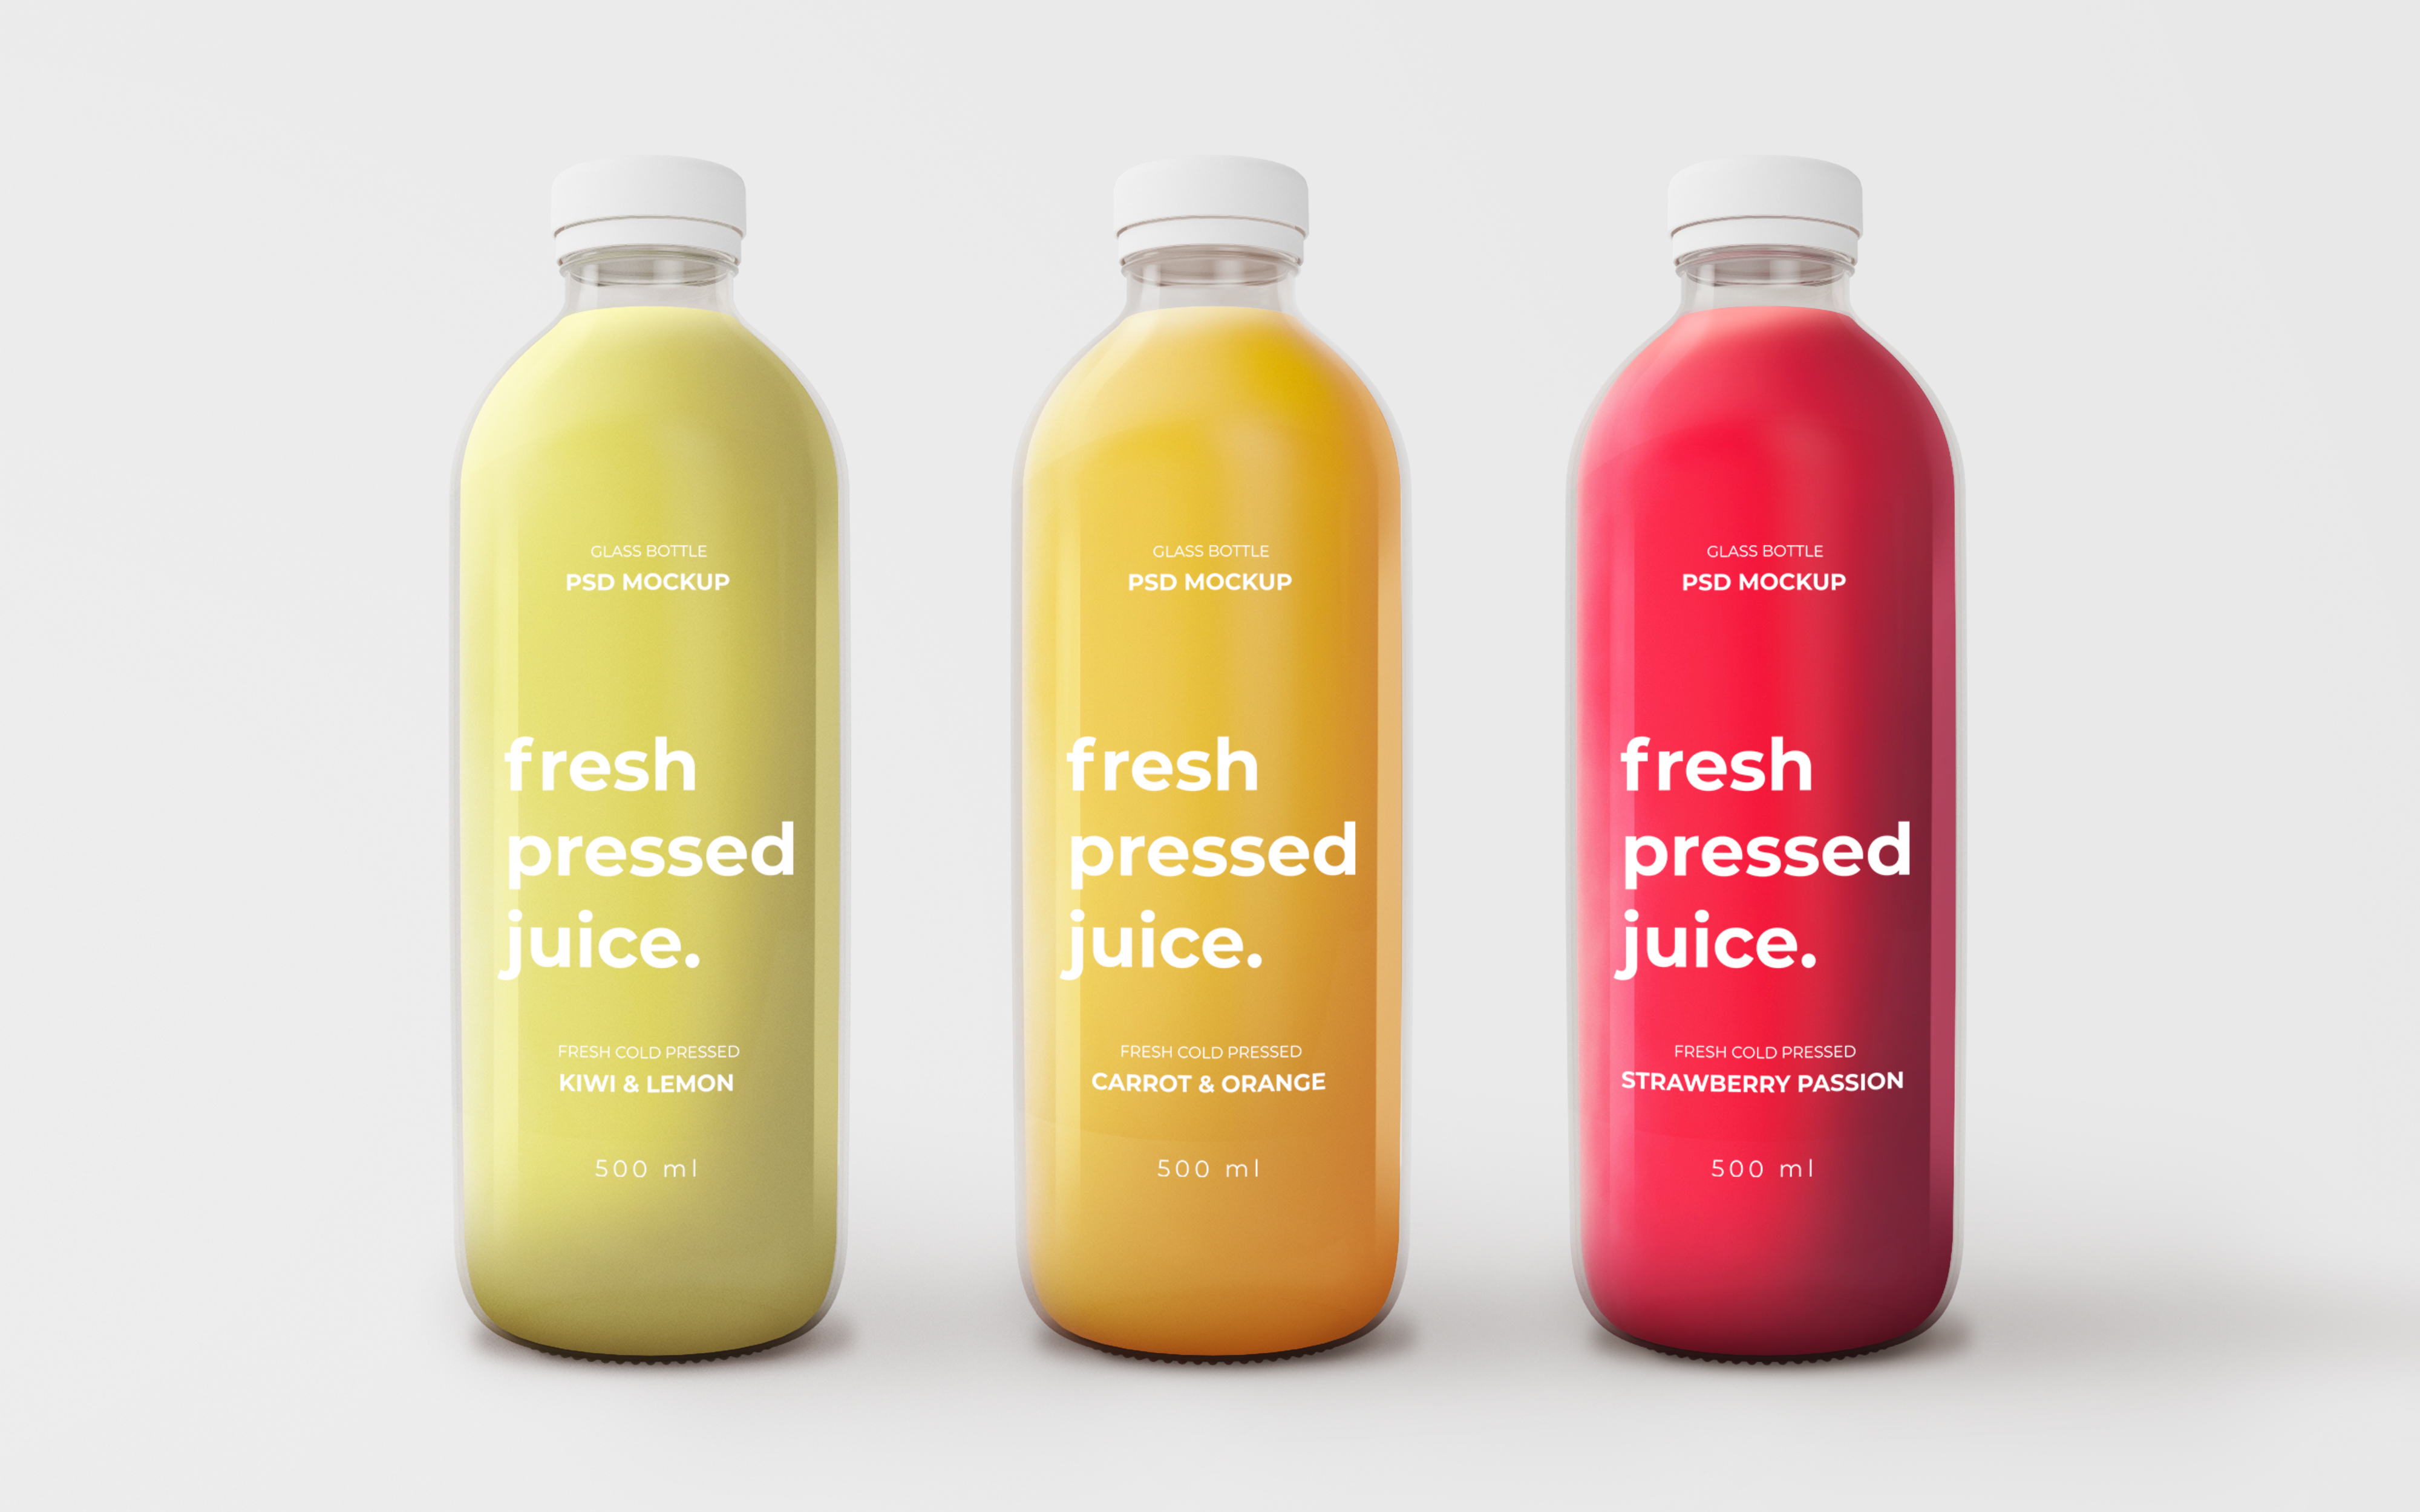 GLASS BOTTLE
PSD MOCKUP
fresh
pressed
juice.
FRESH COLD PRESSED
KIWI & LEMON
500 ml
GLASS BOTTLE
PSD MOCKUP
fresh
pressed
juice.
FRESH COLD PRESSED
CARROT & ORANGE
500 ml
GLASS BOTTLE
PSD MOCKUP
fresh
pressed
juice.
FRESH COLD PRESSED
STRAWBERRY PASSION
500 ml